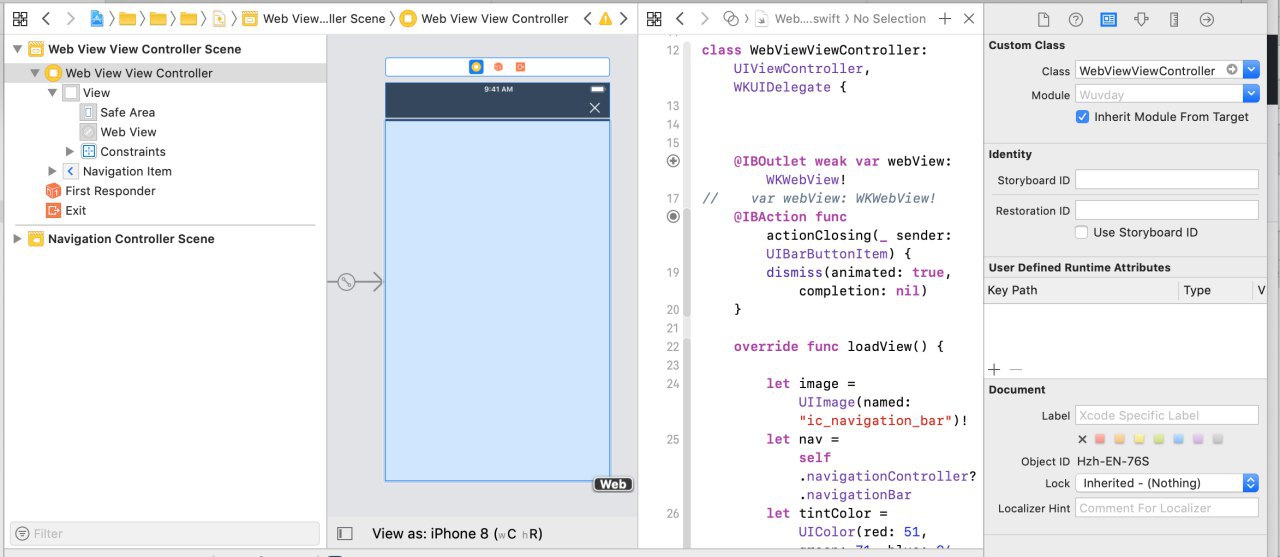 Web View...ller Scene
Web View View Controller
Web....swift
No Selection
Web View View Controller Scene
Web View View Controller
View
Safe Area
Web View
Constraints
Navigation Item
First Responder
Exit
Navigation Controller Scene
Filter
9:41 AM
Web
View as: iPhone 8 (wC hR)
12 class WebViewViewController:
UIViewController,
WKUIDelegate {
13
14
15
@IBOutlet weak var webView:
WKWebView!
17 // var webView: WKWebView!
@IBAction func
actionClosing(_ sender:
UIBarButtonItem) {
19 dismiss(animated: true,
completion: nil)
20 }
21
22 override func loadView() {
23
24 let image =
UIImage(named:
"ic_navigation_bar")!
25 let nav =
self
.navigationController?
.navigationBar
26 let tintColor =
UIColor(red: 51,
Custom Class
Class WebViewViewController
Module Wuvday
Inherit Module From Target
Identity
Storyboard ID
Restoration ID
Use Storyboard ID
User Defined Runtime Attributes
Key Path Type V
Document
Label Xcode Specific Label
Object ID Hzh-EN-76S
Lock Inherited - (Nothing)
Localizer Hint Comment For Localizer